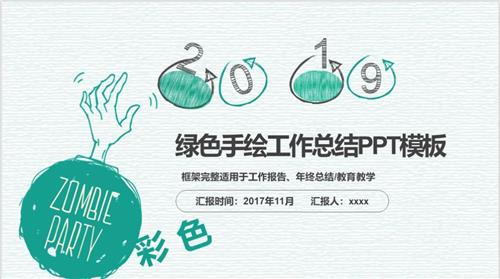 2019
绿色手绘工作总结PPT模板
框架完整适用于工作报告、年终总结/教育教学
汇报时间：2017年11月 汇报人：xxxx
ZOMBIE
PARTY
彩色